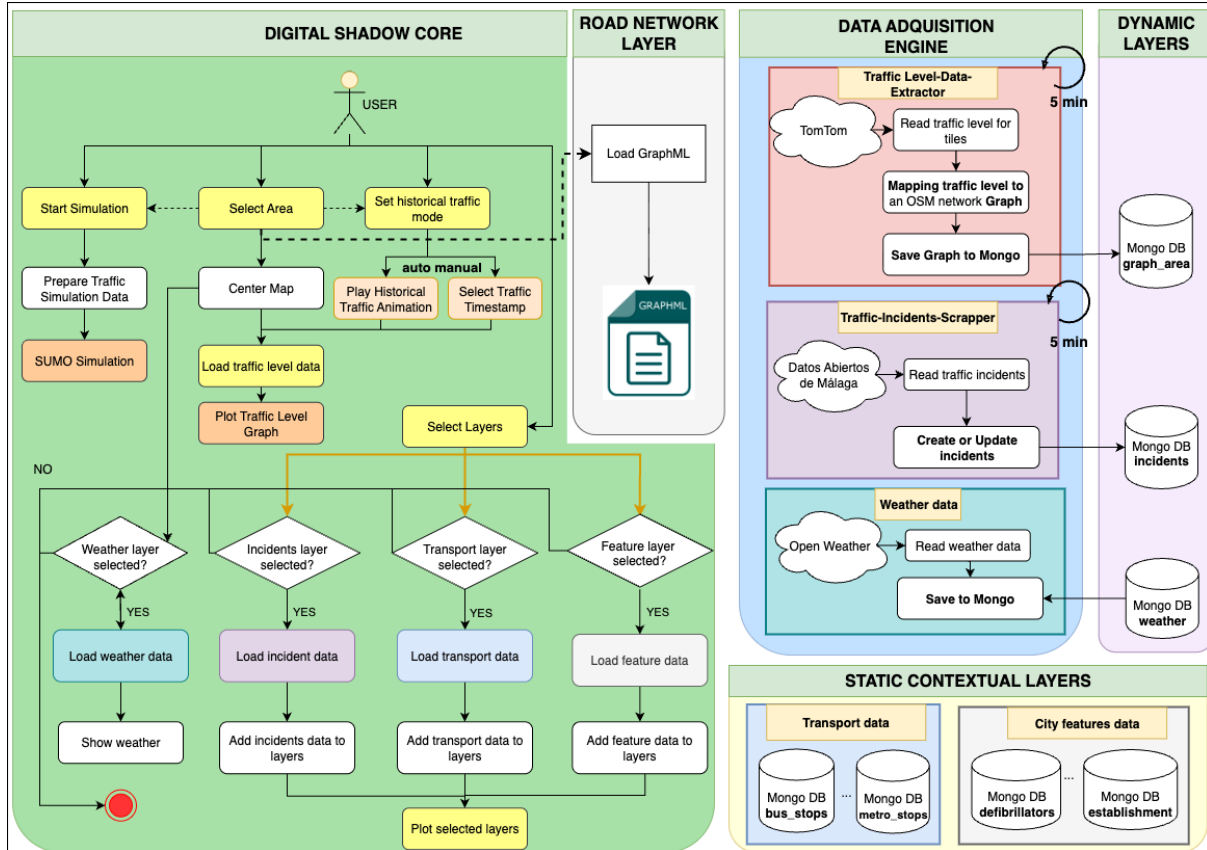 DIGITAL SHADOW CORE
USER
Start Simulation
Select Area
Set historical traffic
mode
Prepare Traffic
Simulation Data
Center Map
auto manual
Play Historical
Traffic Animation
Select Traffic
Timestamp
SUMO Simulation
Load traffic level data
Plot Traffic Level
Graph
Select Layers
NO
Weather layer
selected?
Incidents layer
selected?
Transport layer
selected?
Feature layer
selected?
YES
YES
YES
YES
Load weather data
Load incident data
Load transport data
Load feature data
Show weather
Add incidents data to
layers
Add transport data to
layers
Add feature data to
layers
Plot selected layers
ROAD NETWORK
LAYER
Load GraphML
GRAPHML
DATA ADQUISITION
ENGINE
Traffic Level-Data-
Extractor
5 min
TomTom
Read traffic level for
tiles
Mapping traffic level to
an OSM network Graph
Save Graph to Mongo
Traffic-Incidents-Scrapper
5 min
Datos Abiertos
de Málaga
Read traffic incidents
Create or Update
incidents
Weather data
Open Weather
Read weather data
Save to Mongo
DYNAMIC
LAYERS
Mongo DB
graph_area
Mongo DB
incidents
Mongo DB
weather
STATIC CONTEXTUAL LAYERS
Transport data
Mongo DB
bus_stops
...
Mongo DB
metro_stops
City features data
Mongo DB
defibrillators
...
Mongo DB
establishment